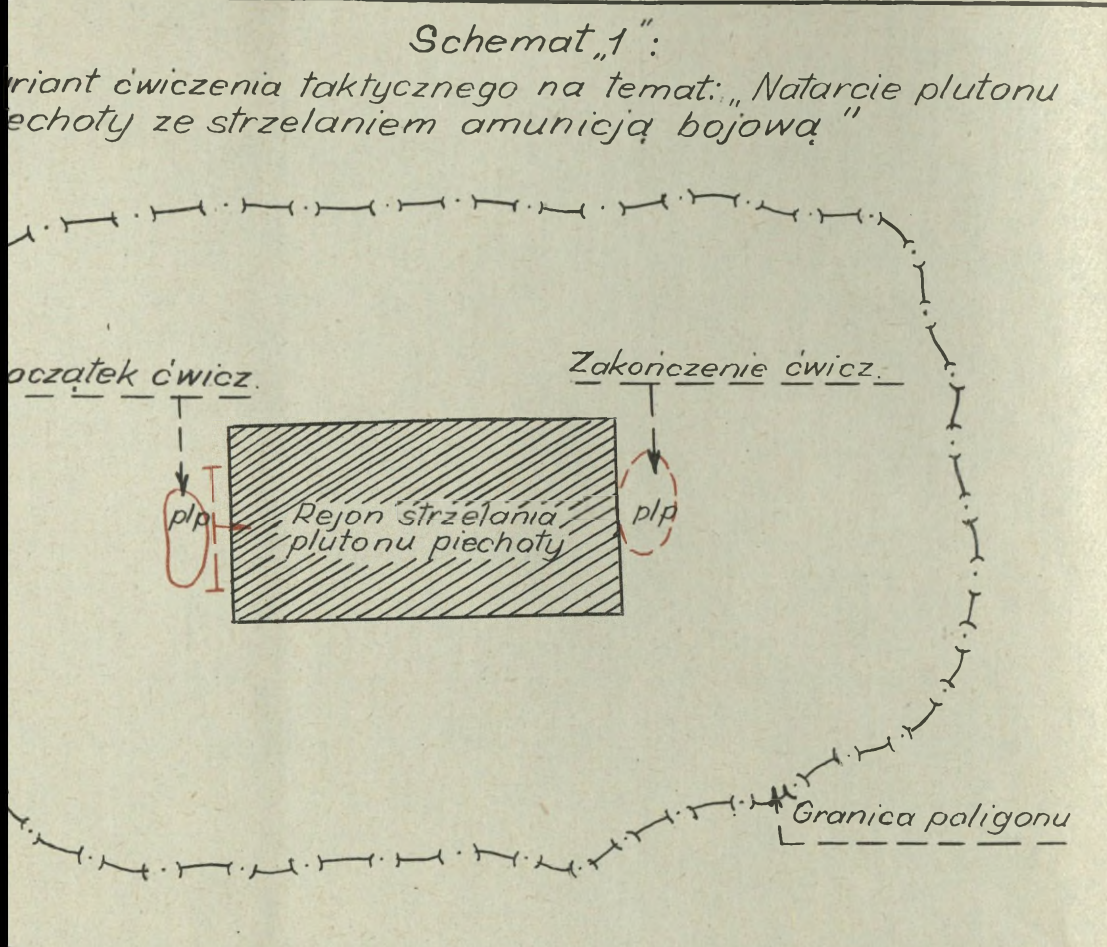 Schemat „1":
riant ćwiczenia taktycznego na temat: „Natarcie plutonu
echoty ze strzelaniem amunicją bojową"
oczątek ćwicz.
Zakończenie ćwicz.
plp
Rejon strzelania
plutonu piechoty
plp
Granica poligonu